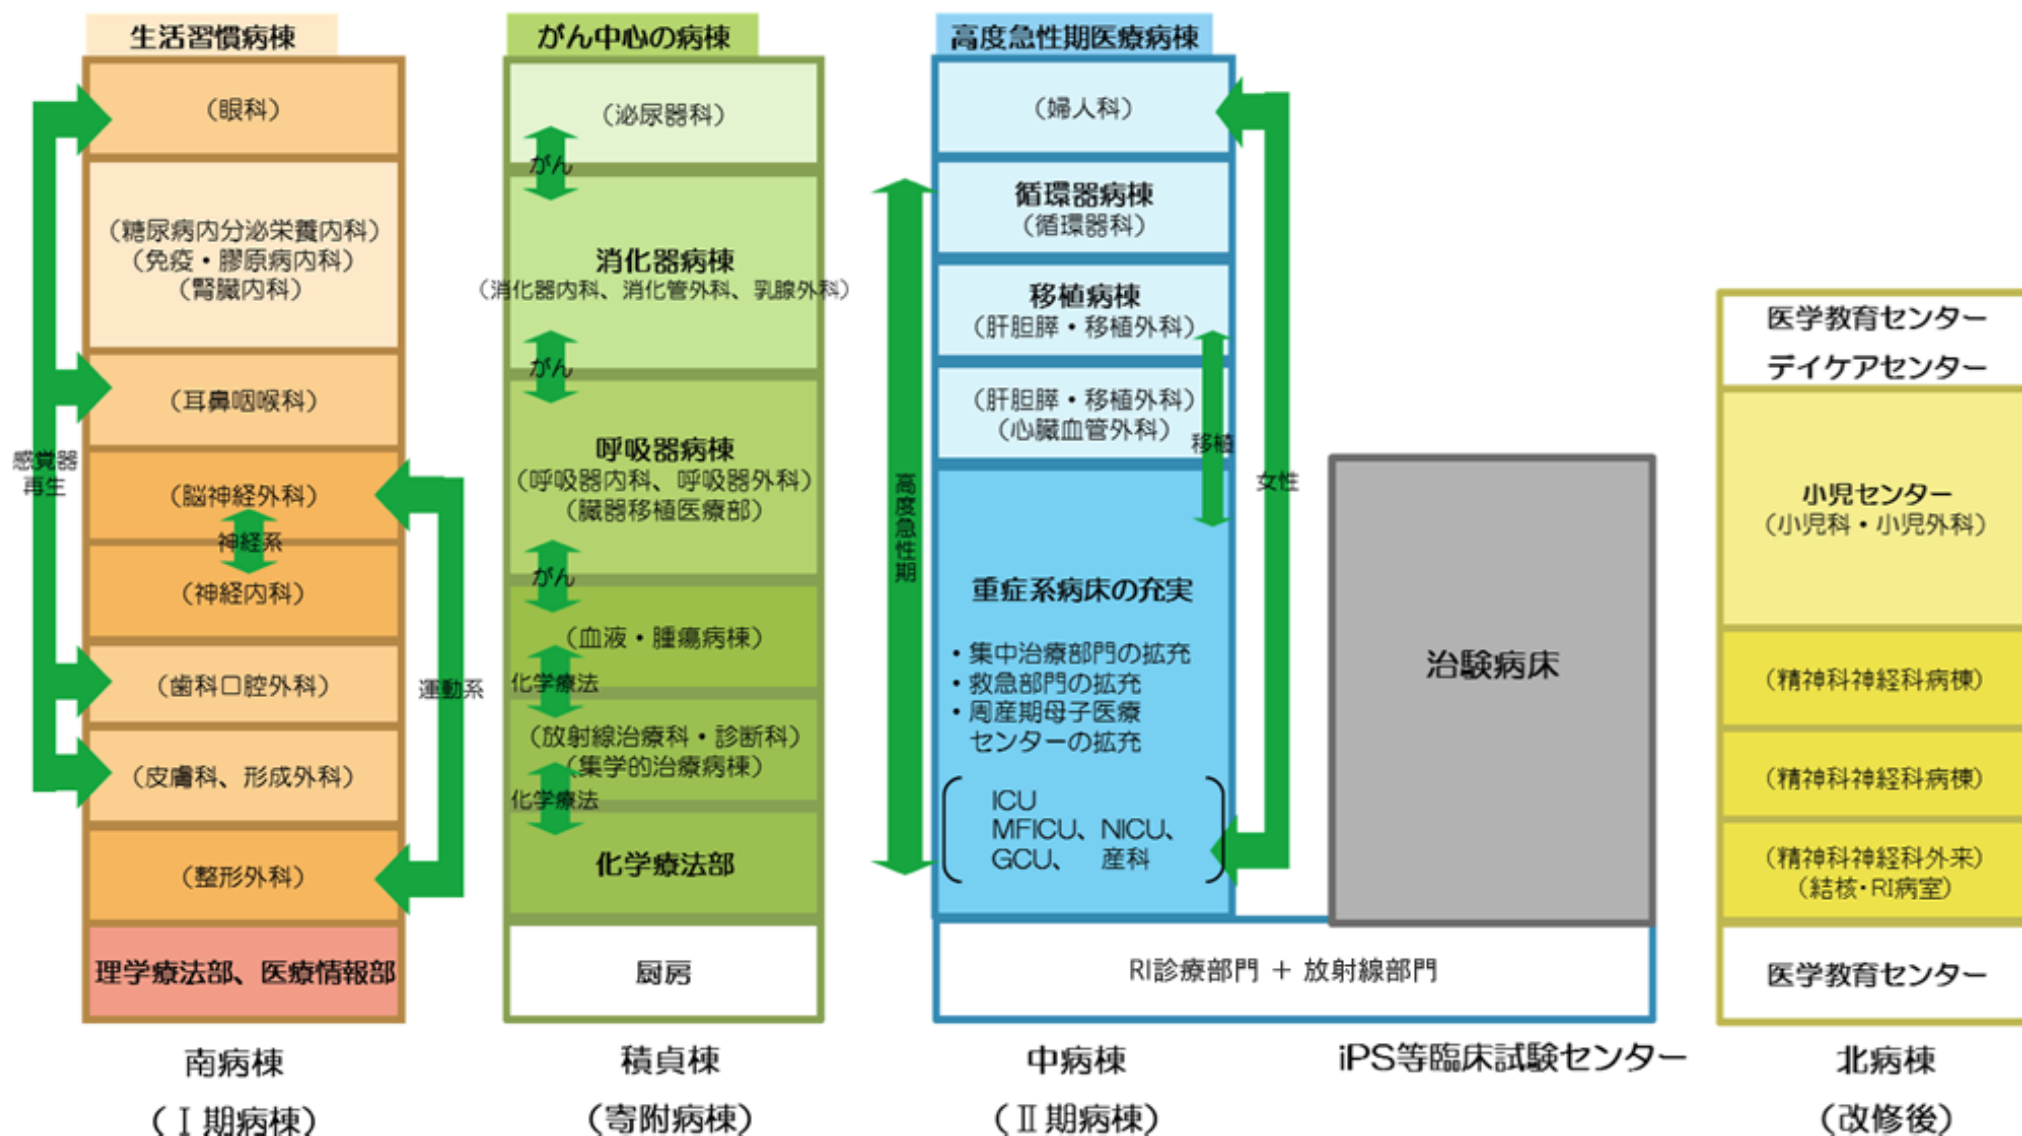 生活習慣病棟
(眼科)
(糖尿病内分泌栄養内科)
(免疫・膠原病内科)
(腎臓内科)
(耳鼻咽喉科)
感覚器
再生
(脳神経外科)
神経系
(神経内科)
(歯科口腔外科)
運動系
(皮膚科、形成外科)
(整形外科)
理学療法部、医療情報部
南病棟
(Ⅰ期病棟)
がん中心の病棟
(泌尿器科)
がん
消化器病棟
(消化器内科、消化管外科、乳腺外科)
がん
呼吸器病棟
(呼吸器内科、呼吸器外科)
(臓器移植医療部)
がん
(血液・腫瘍病棟)
化学療法
(放射線治療科・診断科)
(集学的治療病棟)
化学療法
化学療法部
厨房
積貞棟
(寄附病棟)
高度急性期医療病棟
(婦人科)
循環器病棟
(循環器科)
移植病棟
(肝胆膵・移植外科)
(肝胆膵・移植外科)
(心臓血管外科)
移植
女性
高度急性期
重症系病床の充実
・集中治療部門の拡充
・救急部門の拡充
・周産期母子医療
センターの拡充
ICU
MFICU、NICU、
GCU、 産科
RI診療部門 + 放射線部門
中病棟
(Ⅱ期病棟)
治験病床
iPS等臨床試験センター
医学教育センター
デイケアセンター
小児センター
(小児科・小児外科)
(精神科神経科病棟)
(精神科神経科病棟)
(精神科神経科外来)
(結核・RI病室)
医学教育センター
北病棟
(改修後)